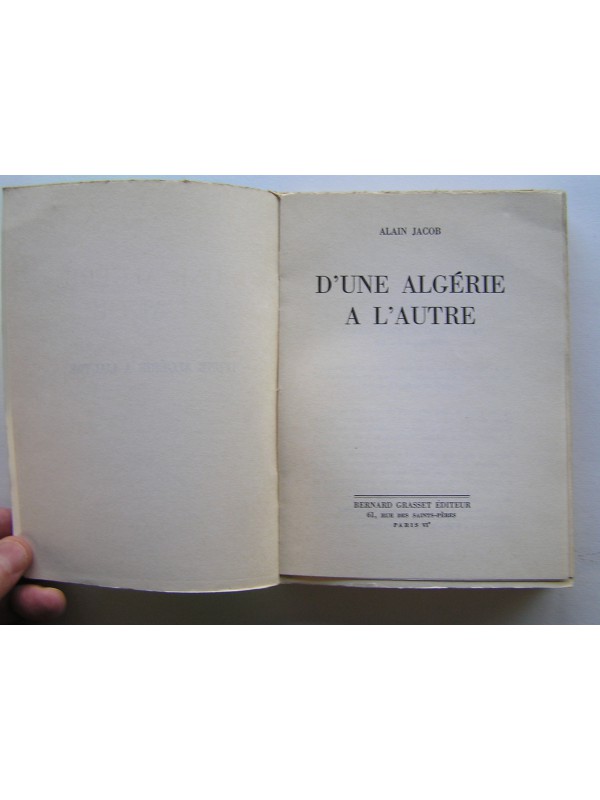 ALAIN JACOB
D'UNE ALGÉRIE
A L'AUTRE
BERNARD GRASSET ÉDITEUR
61, RUE DES SAINTS-PÈRES
PARIS VIᵉ